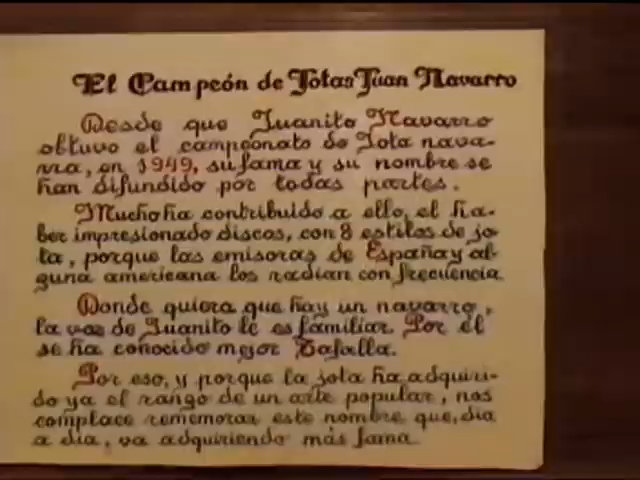 El Campeón de Jotas Juan Navarro
Desde que Juanito Navarro
obtuvo el campeonato de Jota nava-
rra, en 1949, su fama y su nombre se
han difundido por todas partes.
Mucho ha contribuido a ello, el ha-
ber impresionado discos, con 8 estilos de jo-
ta, porque las emisoras de España y al-
guna americana los radian con frecuencia.
Donde quiera que hay un navarro,
la voz de Juanito le es familiar. Por él
se ha conocido mejor Tafalla.
Por eso, y porque la jota ha adquiri-
do ya el rango de un arte popular, nos
complace rememorar este nombre que, dia
a dia, va adquiriendo más fama.